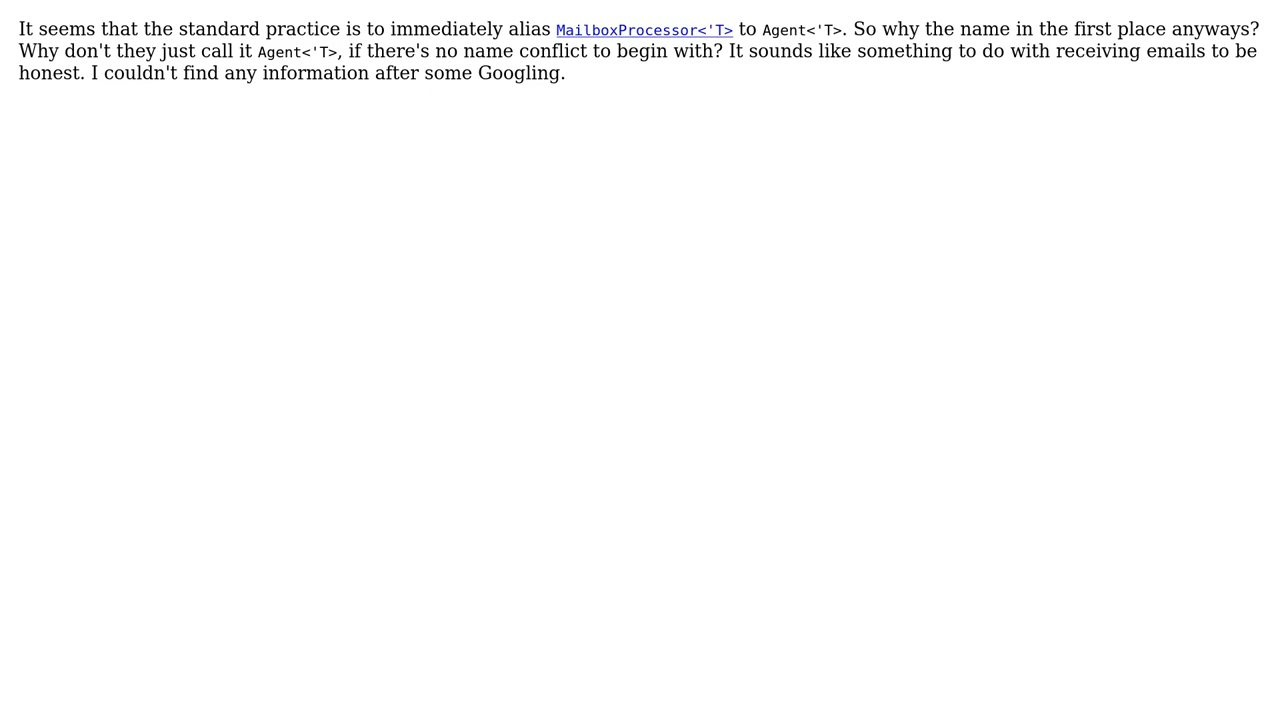 It seems that the standard practice is to immediately alias MailboxProcessor<'T> to Agent<'T>. So why the name in the first place anyways?
Why don't they just call it Agent<'T>, if there's no name conflict to begin with? It sounds like something to do with receiving emails to be
honest. I couldn't find any information after some Googling.